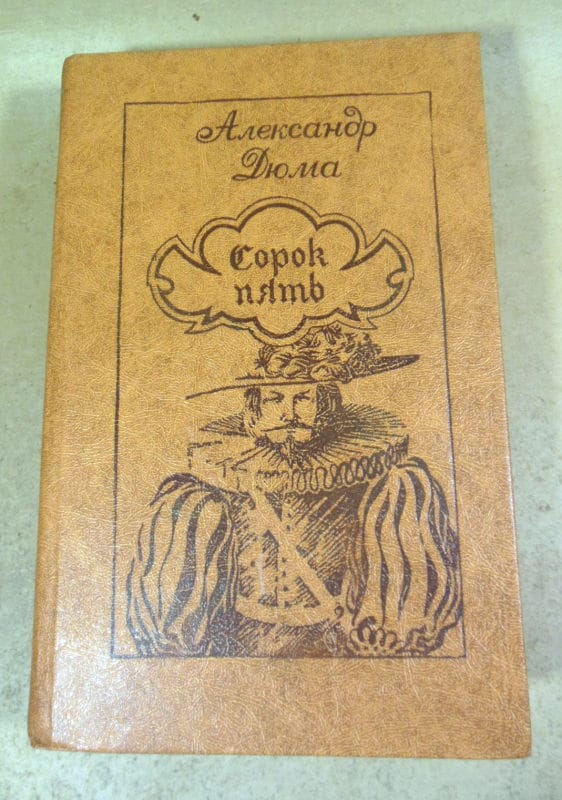 Александр
Дюма
Сорок
пять